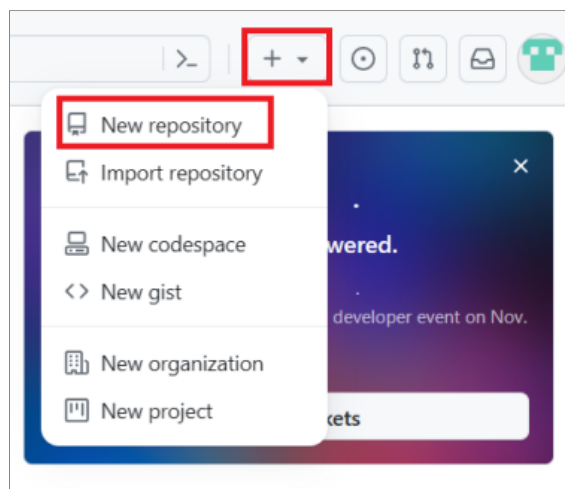 New repository
Import repository
wered.
New codespace
New gist
developer event on Nov.
New organization
New project
kets